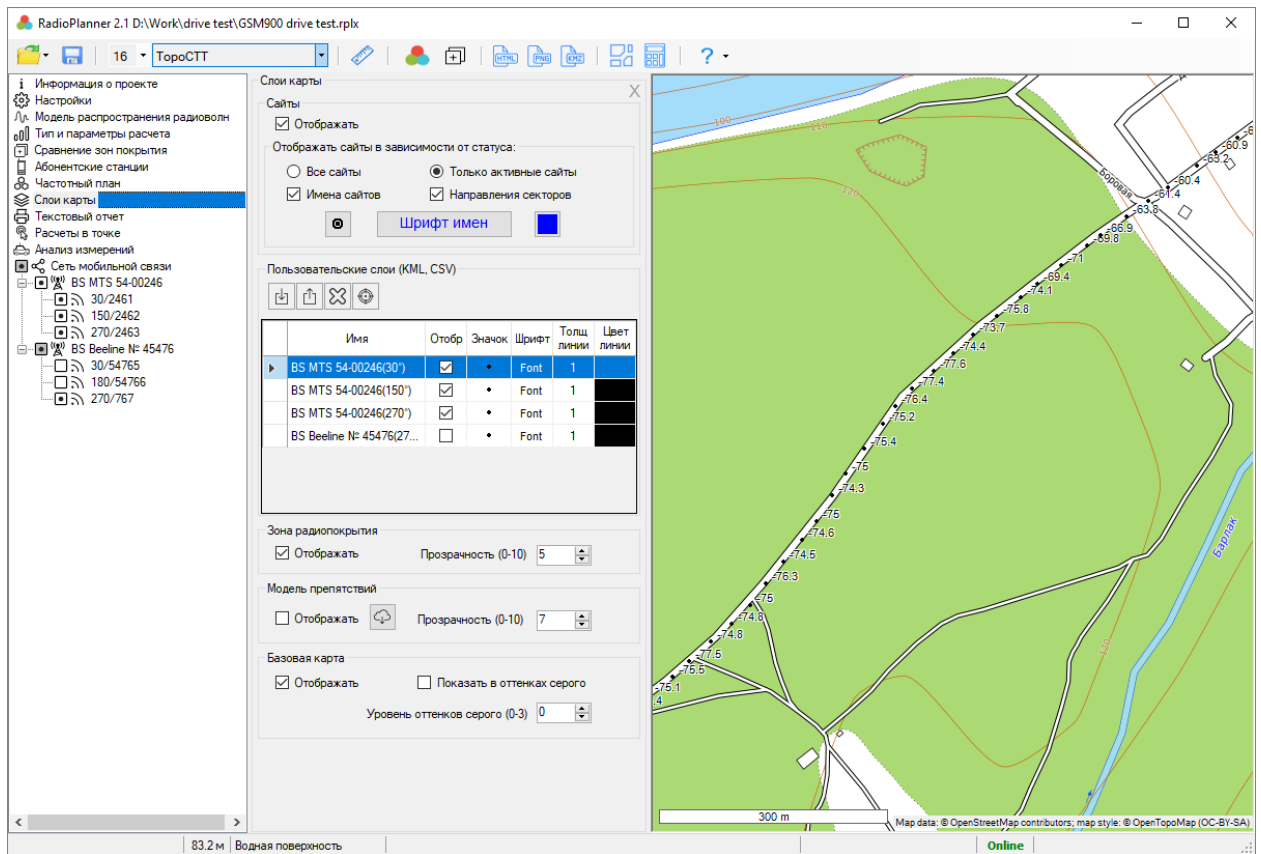 RadioPlanner 2.1 D:\Work\drive test\GSM900 drive test.rplx
16 TopoCTT
HTML PNG KMZ ?
Информация о проекте
Настройки
Модель распространения радиоволн
Тип и параметры расчета
Сравнение зон покрытия
Абонентские станции
Частотный план
Слои карты
Текстовый отчет
Расчеты в точке
Анализ измерений
Сеть мобильной связи
BS MTS 54-00246
30/2461
150/2462
270/2463
BS Beeline № 45476
30/54765
180/54766
270/767
Слои карты
X
Сайты
Отображать
Отображать сайты в зависимости от статуса:
Все сайты Только активные сайты
Имена сайтов Направления секторов
Шрифт имен
Пользовательские слои (KML, CSV)
Имя Отобр Значок Шрифт Толщ линии Цвет линии
BS MTS 54-00246(30°) Font 1
BS MTS 54-00246(150°) Font 1
BS MTS 54-00246(270°) Font 1
BS Beeline № 45476(27... Font 1
Зона радиопокрытия
Отображать Прозрачность (0-10) 5
Модель препятствий
Отображать Прозрачность (0-10) 7
Базовая карта
Отображать Показать в оттенках серого
Уровень оттенков серого (0-3) 0
100
110
120
Боровая
-60.9
-63.2
-60.4
-61.4
-63.8
-66.9
-69.8
-71
-69.4
-74.1
-75.8
-73.7
-74.4
-77.6
-77.4
-76.4
-75.2
-75.4
-75
-74.3
-75
-74.6
-74.5
-76.3
-75
-74.8
-74.8
-77.5
-75.5
-75.1
.4
Барлак
120
300 m
Map data: © OpenStreetMap contributors; map style: © OpenTopoMap (OC-BY-SA)
83.2 м Водная поверхность
Online